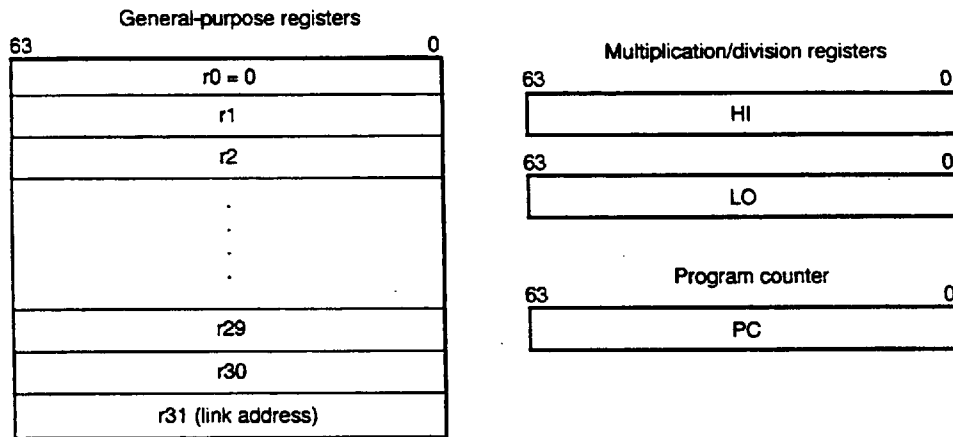 General-purpose registers
63 0
r0 = 0
r1
r2
r29
r30
r31 (link address)
Multiplication/division registers
63 0
HI
63 0
LO
Program counter
63 0
PC